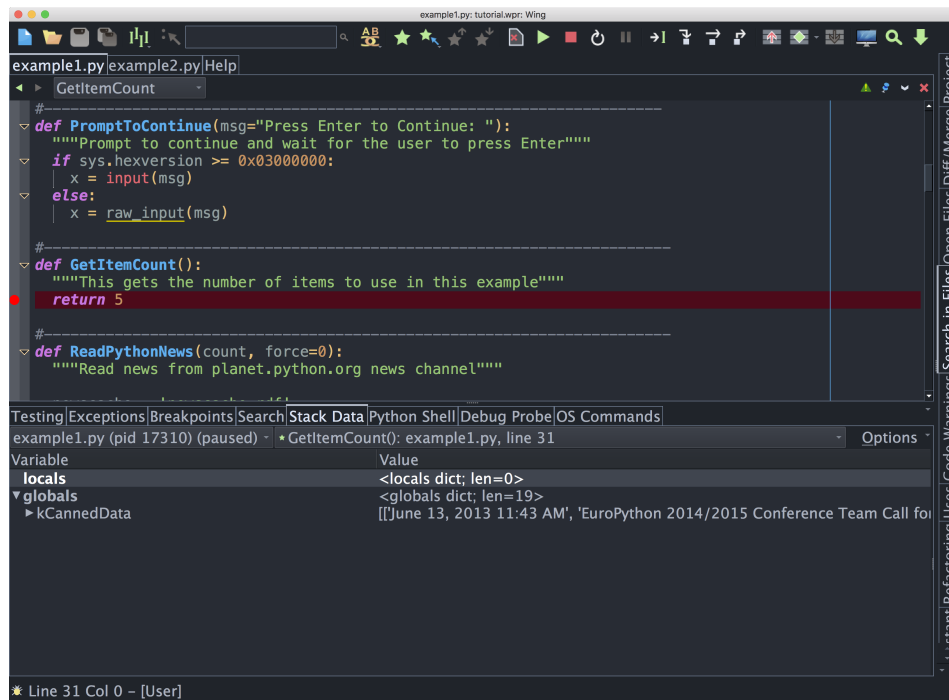 example1.py: tutorial.wpr: Wing
example1.py example2.py Help
GetItemCount
#----------------------------------------------------------------------
def PromptToContinue(msg="Press Enter to Continue: "):
"""Prompt to continue and wait for the user to press Enter"""
if sys.hexversion >= 0x03000000:
x = input(msg)
else:
x = raw_input(msg)
#-----------------------------------------------------------------------
def GetItemCount():
"""This gets the number of items to use in this example"""
return 5
#-----------------------------------------------------------------------
def ReadPythonNews(count, force=0):
"""Read news from planet.python.org news channel"""
Testing Exceptions Breakpoints Search Stack Data Python Shell Debug Probe OS Commands
example1.py (pid 17310) (paused) GetItemCount(): example1.py, line 31 Options
Variable Value
locals <locals dict; len=0>
globals <globals dict; len=19>
kCannedData [['June 13, 2013 11:43 AM', 'EuroPython 2014/2015 Conference Team Call for
Line 31 Col 0 – [User]
Project
Diff/Merge
Open Files
Search in Files
Code Warnings
Uses
Refactoring